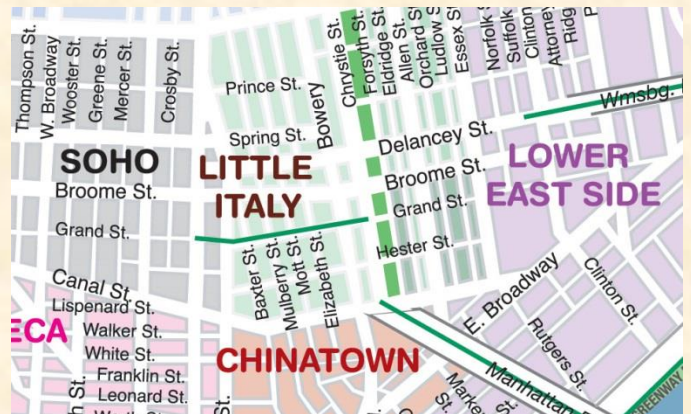 Thompson St.
W. Broadway
Wooster St.
Greene St.
Mercer St.
Crosby St.
Prince St.
Spring St.
Bowery
Chrystie St.
Forsyth St.
Eldridge St.
Allen St.
Orchard St.
Ludlow St.
Essex St.
Norfolk St.
Suffolk
Clinton
Attorney
Ridg
P
Wmsbg.
Delancey St.
SOHO
LITTLE
ITALY
LOWER
EAST SIDE
Broome St.
Broome St.
Grand St.
Grand St.
Hester St.
Canal St
Baxter St.
Mulberry St.
Mott St.
Elizabeth St.
E. Broadway
Clinton St.
Rutgers St.
Lispenard St.
ECA
Walker St.
White St.
Franklin St.
Leonard St.
CHINATOWN
Manhattan
Market
St.
St.
St.
GREENWAY